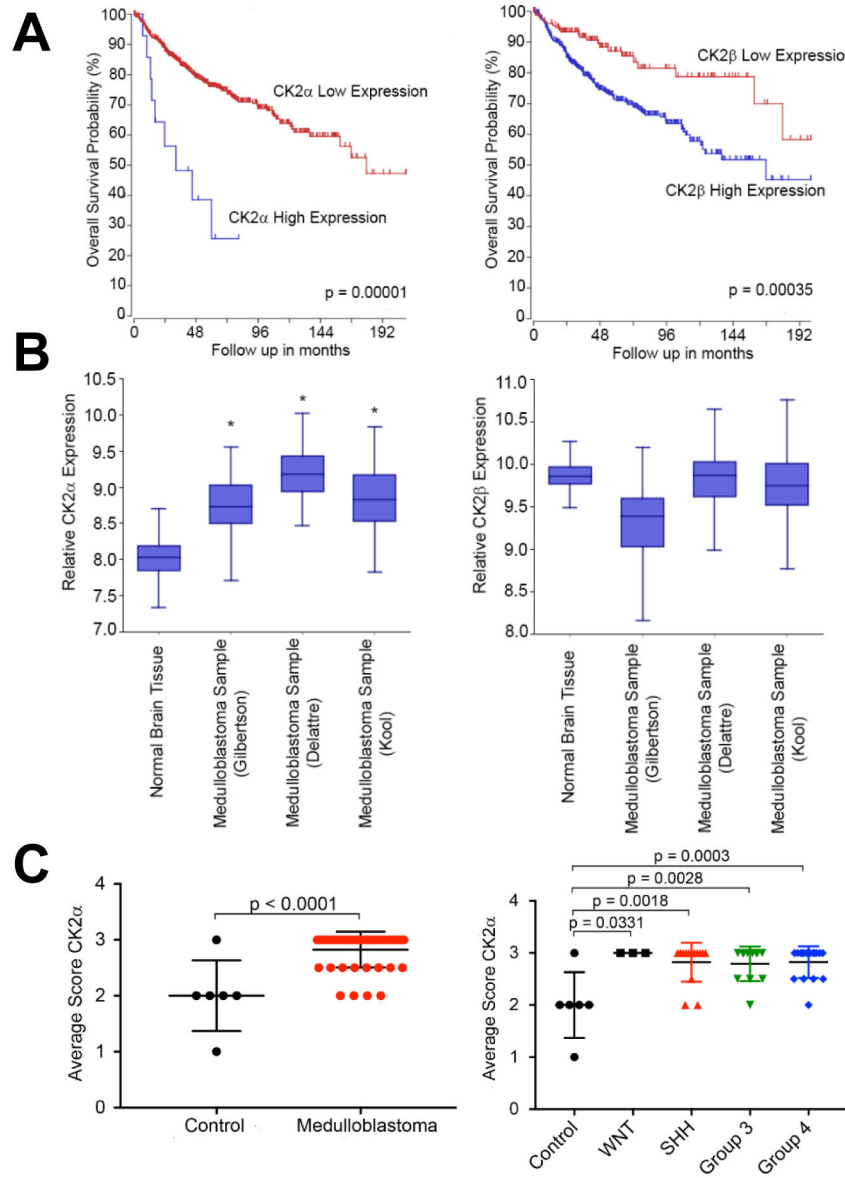 A
Overall Survival Probability (%)
100
90
80
70
60
50
40
30
20
10
0
CK2α Low Expression
CK2α High Expression
p = 0.00001
0 48 96 144 192
Follow up in months
Overall Survival Probability (%)
100
90
80
70
60
50
40
30
20
10
0
CK2β Low Expressio
CK2β High Expression
p = 0.00035
0 48 96 144 192
Follow up in months
B
Relative CK2α Expression
10.5
10.0
9.5
9.0
8.5
8.0
7.5
7.0
* * *
Normal Brain Tissue
Medulloblastoma Sample
(Gilbertson)
Medulloblastoma Sample
(Delattre)
Medulloblastoma Sample
(Kool)
Relative CK2β Expression
11.0
10.5
10.0
9.5
9.0
8.5
8.0
Normal Brain Tissue
Medulloblastoma Sample
(Gilbertson)
Medulloblastoma Sample
(Delattre)
Medulloblastoma Sample
(Kool)
C
Average Score CK2α
4
3
2
1
0
p < 0.0001
Control Medulloblastoma
Average Score CK2α
4
3
2
1
0
p = 0.0003
p = 0.0028
p = 0.0018
p = 0.0331
Control WNT SHH Group 3 Group 4